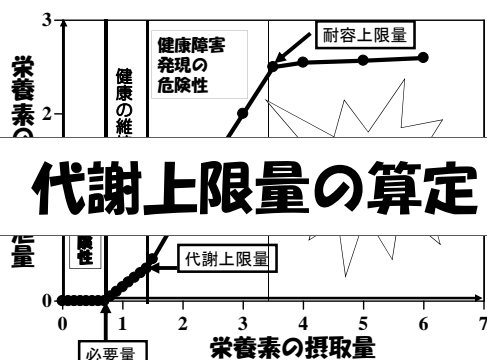 3
耐容上限量
健康障害
発現の
危険性
栄養素の
健康の維
2
代謝上限量の算定
量
険性
代謝上限量
0
0 1 2 3 4 5 6 7
必要量
栄養素の摂取量